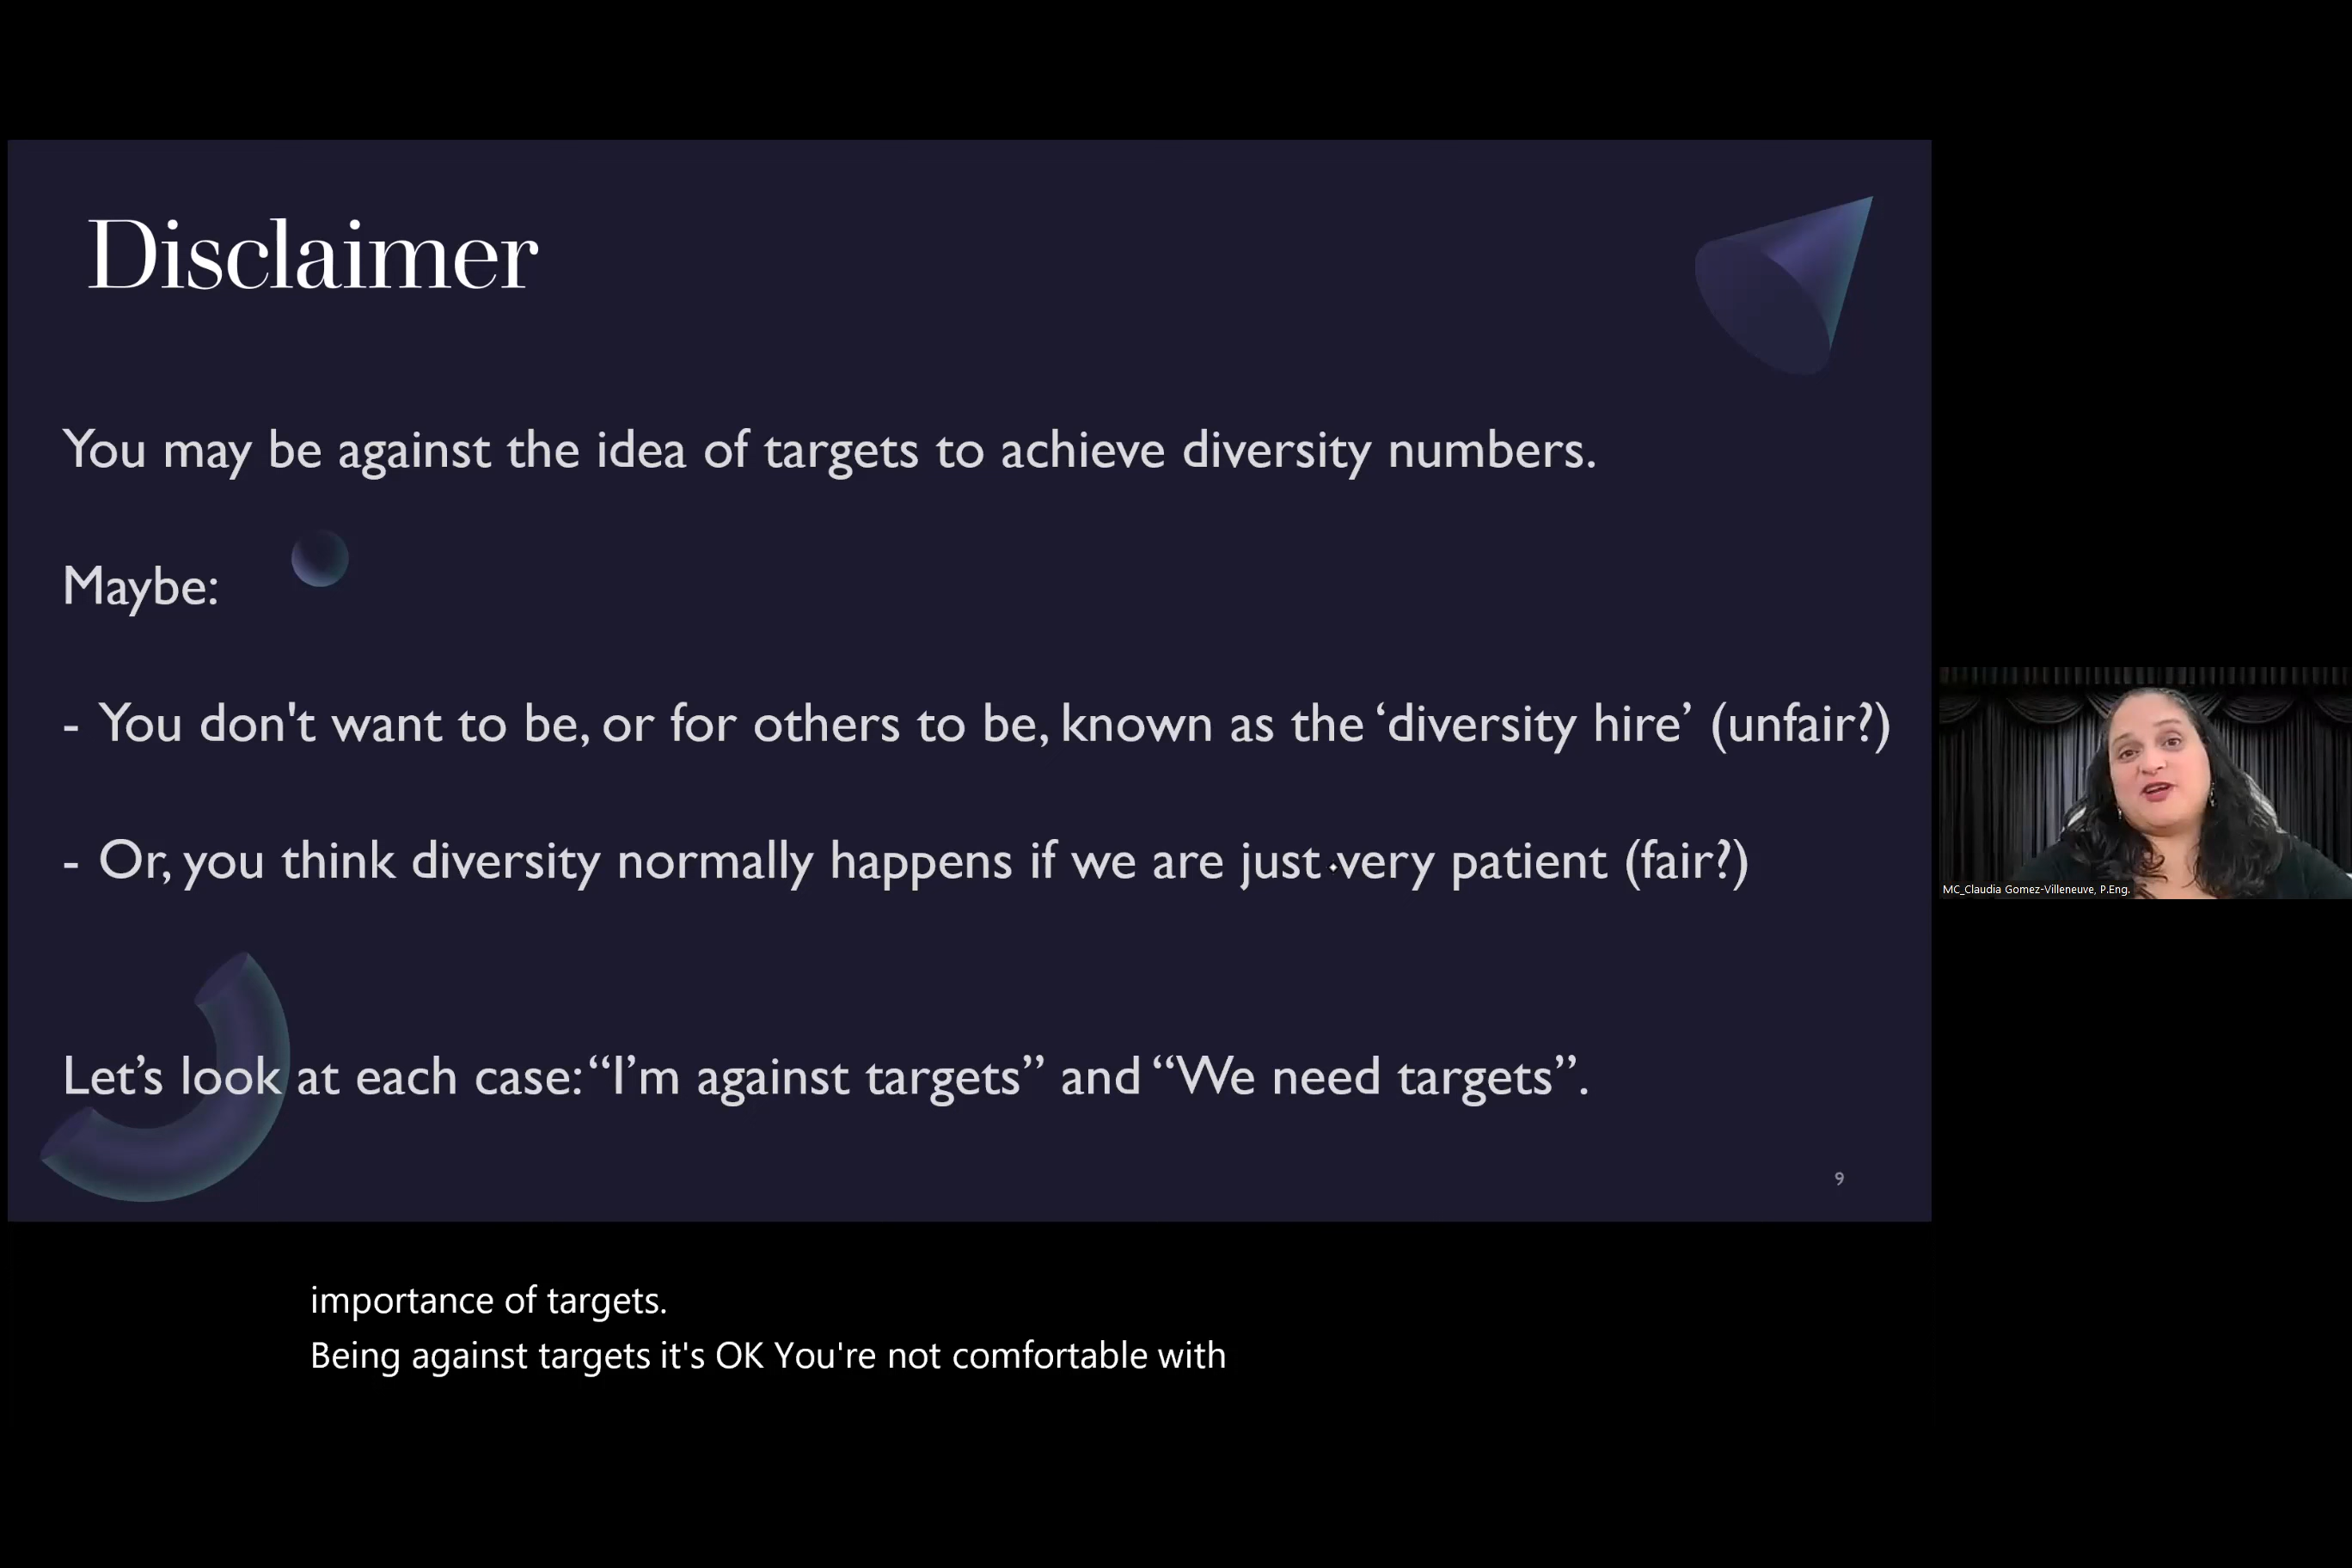 Disclaimer
You may be against the idea of targets to achieve diversity numbers.
Maybe:
- You don't want to be, or for others to be, known as the ‘diversity hire’ (unfair?)
- Or, you think diversity normally happens if we are just very patient (fair?)
Let’s look at each case: “I’m against targets” and “We need targets”.
9
MC_Claudia Gomez-Villeneuve, P.Eng.
importance of targets.
Being against targets it's OK You're not comfortable with